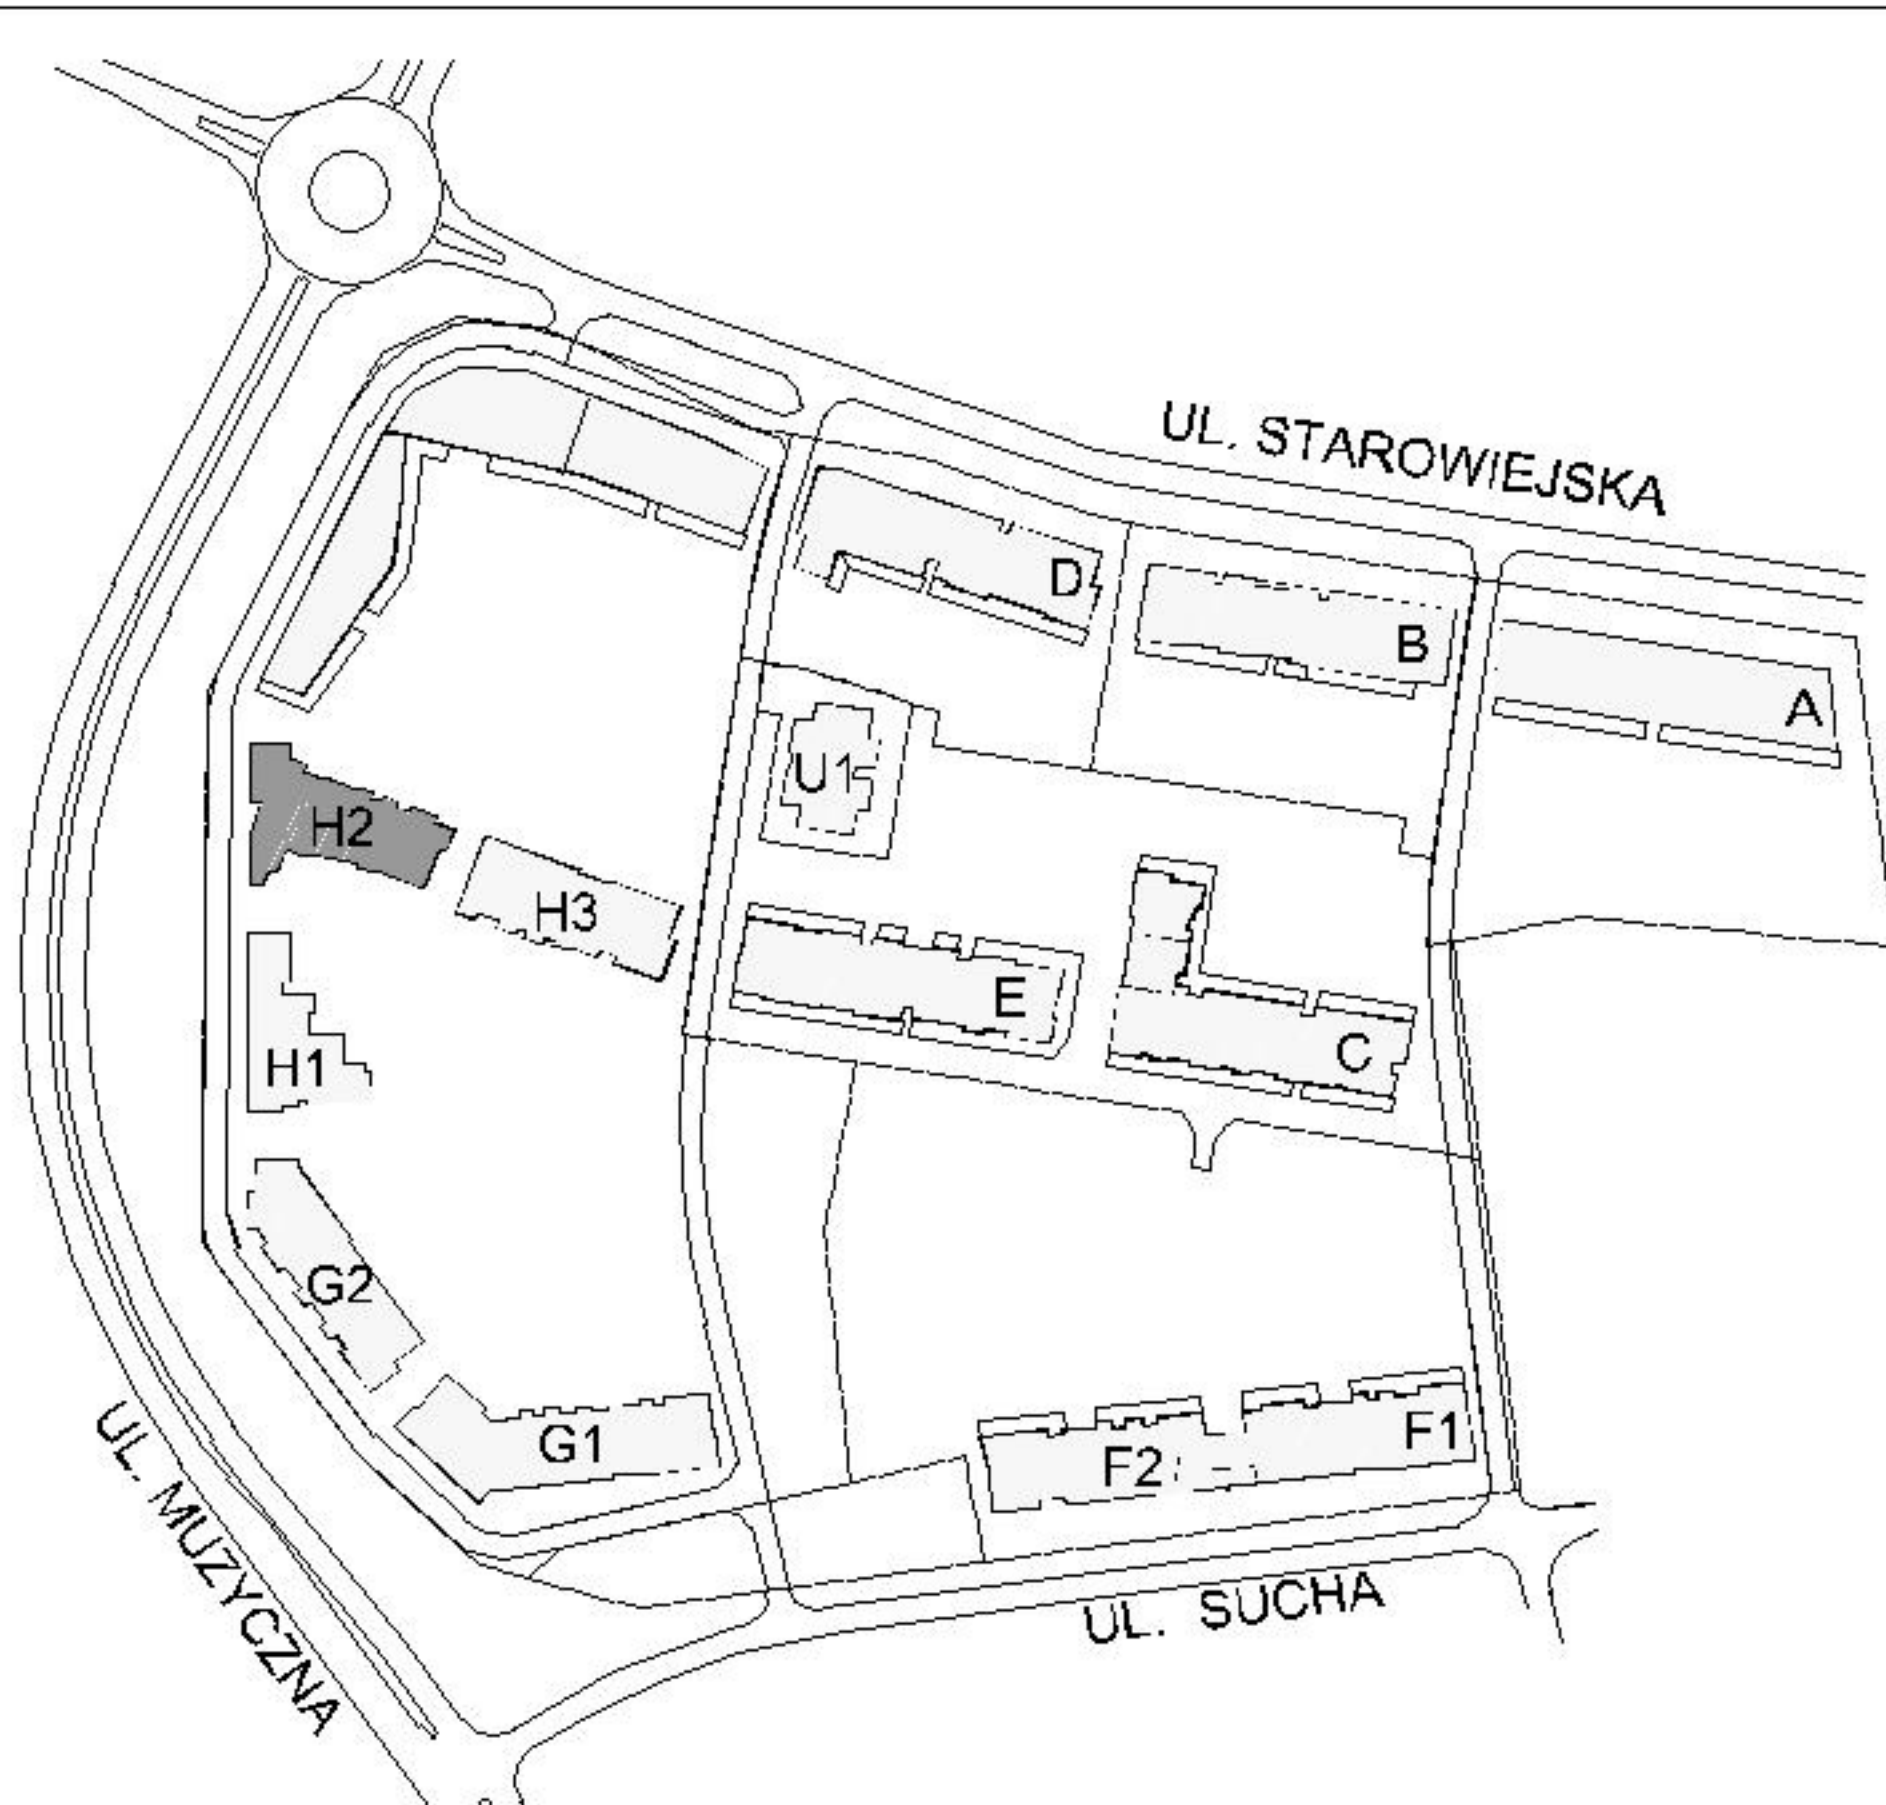 UL. STAROWIEJSKA
D
B
A
U1
H2
H3
E
C
H1
G2
G1
F2
F1
UL. MUZYCZNA
UL. SUCHA